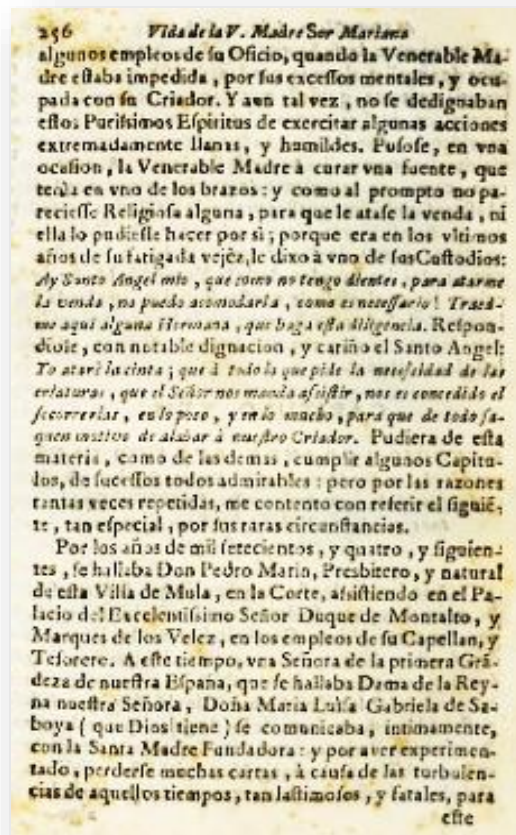 256 Vida de la V. Madre Sor Mariana
algunos empleos de su Oficio, quando la Venerable Ma-
dre estaba impedida, por sus excessos mentales, y ocu-
pada con su Criador. Y aun tal vez, no se dedignaban
estos Purissimos Espiritus de exercitar algunas acciones
extremadamente llanas, y humildes. Pusose, en vna
ocasion, la Venerable Madre à curar vna fuente, que
tenia en vno de los brazos: y como al prompto no pa-
reciesse Religiosa alguna, para que le atase la venda, ni
ella lo pudiesse hacer por si; porque era en los vltimos
años de su fatigada vejèz, le dixo à vno de sus Custodios:
Ay Santo Angel mio, que como no tengo dientes, para atarme
la venda, no puedo acomodarla, como es necessario! Traed-
me aqui alguna Hermana, que haga esta diligencia. Respon-
diole, con notable dignacion, y cariño el Santo Angel:
Yo atarè la cinta; que à todo lo que pide la necessidad de las
criaturas, que el Señor nos manda assistir, nos es concedido el
socorrerlas, en lo poco, y en lo mucho, para que de todo sa-
quen motivo de alabar à nuestro Criador. Pudiera de esta
materia, como de las demas, cumplir algunos Capitu-
los, de sucessos todos admirables: pero por las razones
tantas veces repetidas, me contento con referir el siguiẽ-
te, tan especial, por sus raras circunstancias.
Por los años de mil setecientos, y quatro, y siguien-
tes, se hallaba Don Pedro Marin, Presbitero, y natural
de esta Villa de Mula, en la Corte, assistiendo en el Pa-
lacio del Excelentissimo Señor Duque de Montalto, y
Marques de los Velez, en los empleos de su Capellan, y
Tesorero. A este tiempo, vna Señora de la primera Grã-
deza de nuestra España, que se hallaba Dama de la Rey-
na nuestra Señora, Doña Maria Luisa Gabriela de Sa-
boya (que Dios tiene) se comunicaba, intimamente,
con la Santa Madre Fundadora: y por aver experimen-
tado, perderse muchas cartas, à causa de las turbulen-
cias de aquellos tiempos, tan lastimosos, y fatales, para
este